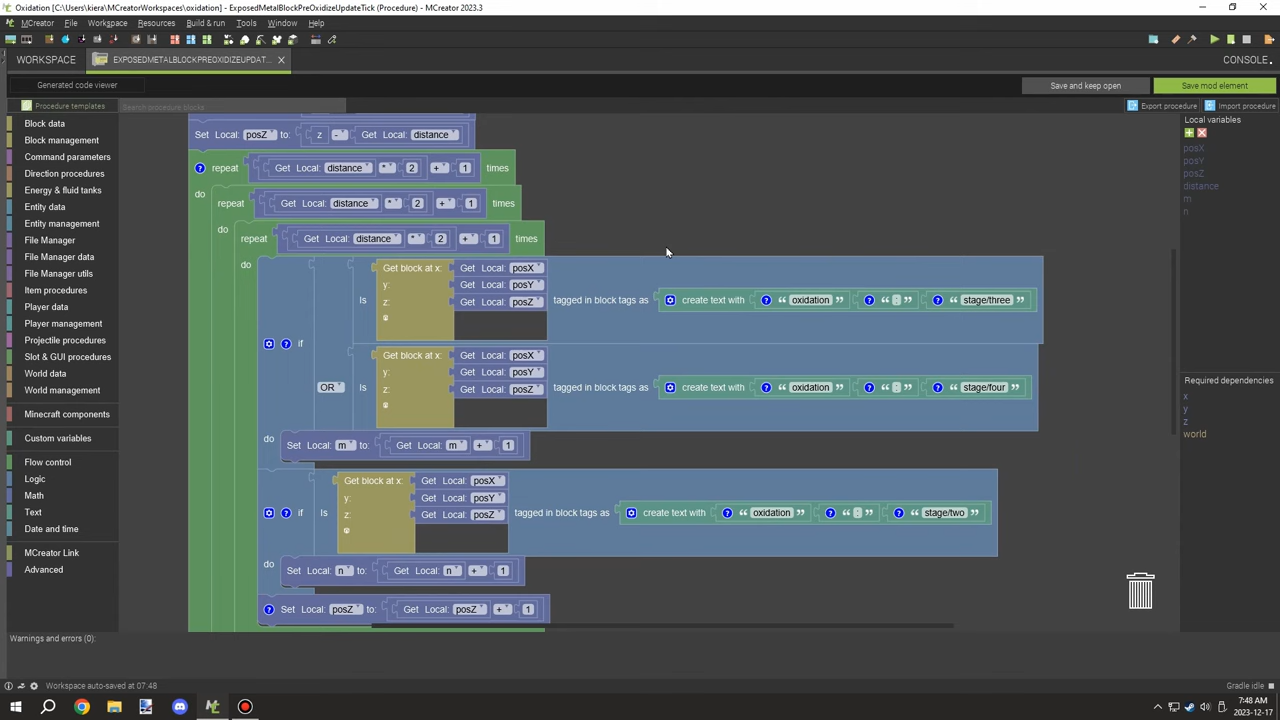 Oxidation [C:\Users\kiera\MCreatorWorkspaces\oxidation] - ExposedMetalBlockPreOxidizeUpdateTick (Procedure) - MCreator 2023.3
MCreator File Workspace Resources Build & run Tools Window Help
WORKSPACE EXPOSEDMETALBLOCKPREOXIDIZEUPDAT... CONSOLE
Generated code viewer Save and keep open Save mod element
Procedure templates Search procedure blocks Export procedure Import procedure
Block data
Block management
Command parameters
Direction procedures
Energy & fluid tanks
Entity data
Entity management
File Manager
File Manager data
File Manager utils
Item procedures
Player data
Player management
Projectile procedures
Slot & GUI procedures
World data
World management
Minecraft components
Custom variables
Flow control
Logic
Math
Text
Date and time
MCreator Link
Advanced
Set Local: posZ to: z - Get Local: distance
repeat Get Local: distance * 2 + 1 times
do
repeat Get Local: distance * 2 + 1 times
do
repeat Get Local: distance * 2 + 1 times
do
Get block at x: Get Local: posX
y: Get Local: posY
z: Get Local: posZ
Is tagged in block tags as create text with “ oxidation ” “ : ” “ stage/three ”
if
OR
Get block at x: Get Local: posX
y: Get Local: posY
z: Get Local: posZ
Is tagged in block tags as create text with “ oxidation ” “ : ” “ stage/four ”
do Set Local: m to: Get Local: m + 1
Get block at x: Get Local: posX
y: Get Local: posY
z: Get Local: posZ
if Is tagged in block tags as create text with “ oxidation ” “ : ” “ stage/two ”
do Set Local: n to: Get Local: n + 1
Set Local: posZ to: Get Local: posZ + 1
Local variables
posX
posY
posZ
distance
m
n
Required dependencies
x
y
z
world
Warnings and errors (0):
Workspace auto-saved at 07:48 Gradle idle
7:48 AM
2023-12-17